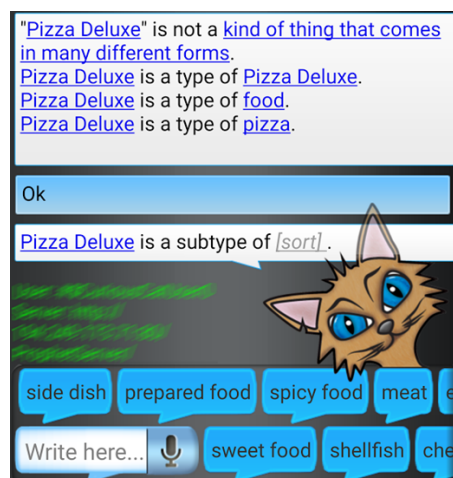 "Pizza Deluxe" is not a kind of thing that comes
in many different forms.
Pizza Deluxe is a type of Pizza Deluxe.
Pizza Deluxe is a type of food.
Pizza Deluxe is a type of pizza.
Ok
Pizza Deluxe is a subtype of [sort] .
side dish prepared food spicy food meat
Write here... sweet food shellfish